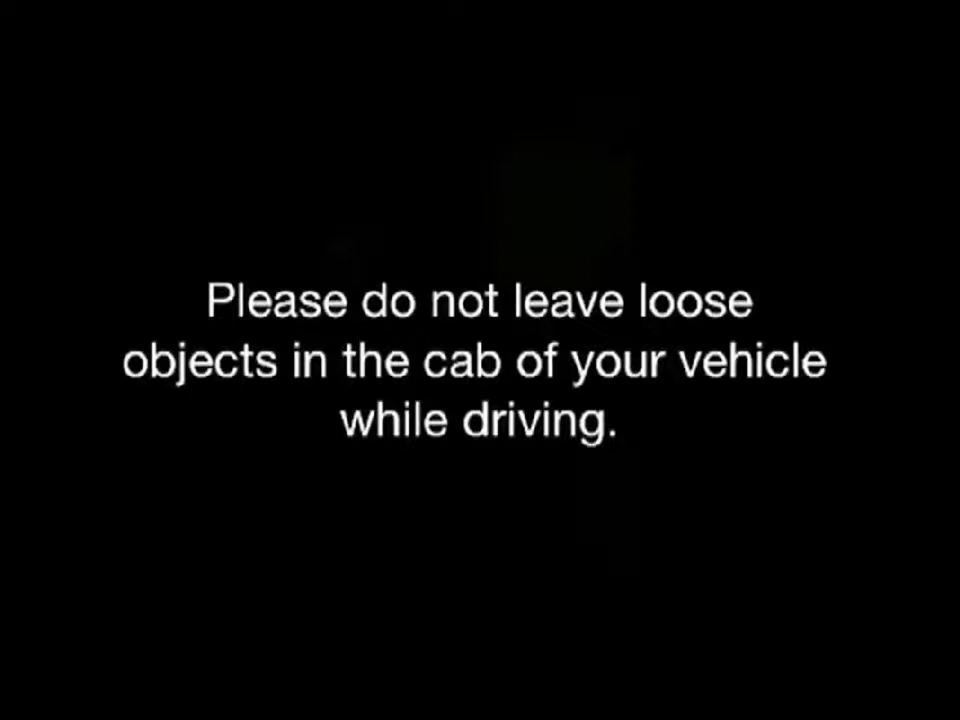 Please do not leave loose
objects in the cab of your vehicle
while driving.